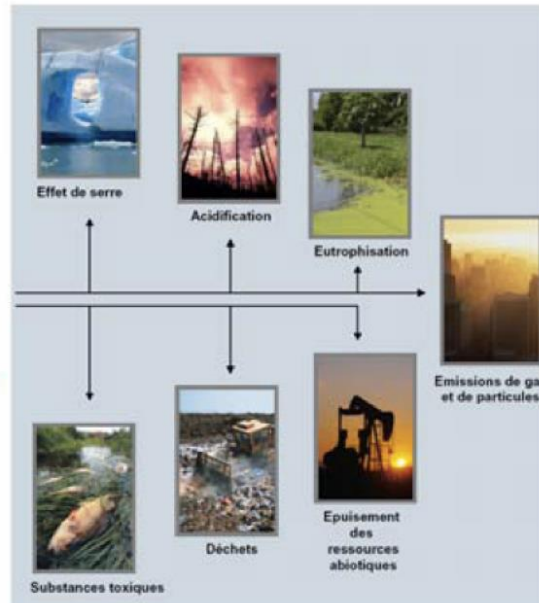 Effet de serre
Acidification
Eutrophisation
Emissions de ga
et de particules
Substances toxiques
Déchets
Epuisement
des
ressources
abiotiques